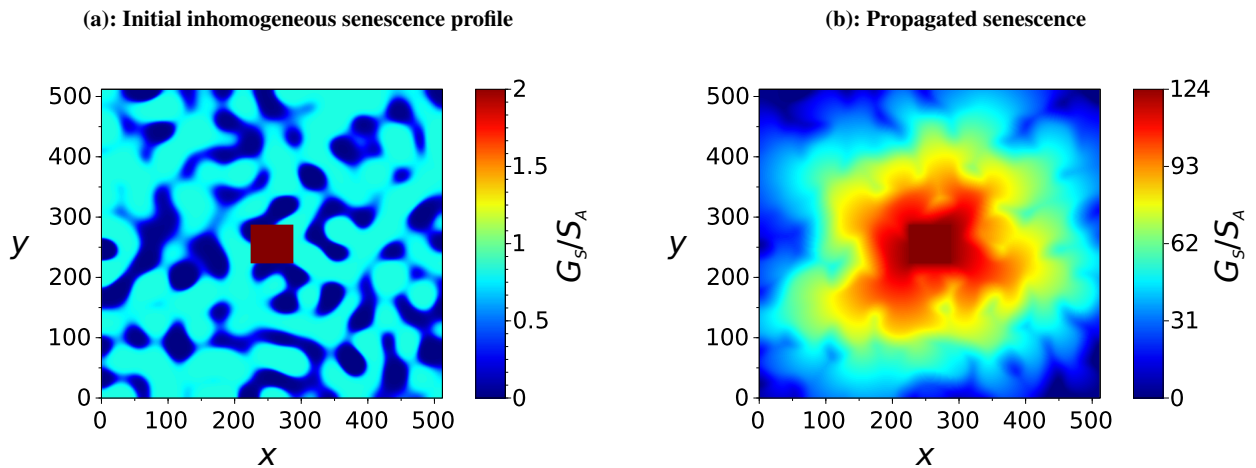 (a): Initial inhomogeneous senescence profile
(b): Propagated senescence
500
400
300
200
100
0
y
0 100 200 300 400 500
x
2
1.5
1
0.5
0
G_s/S_A
500
400
300
200
100
0
y
0 100 200 300 400 500
x
124
93
62
31
0
G_s/S_A